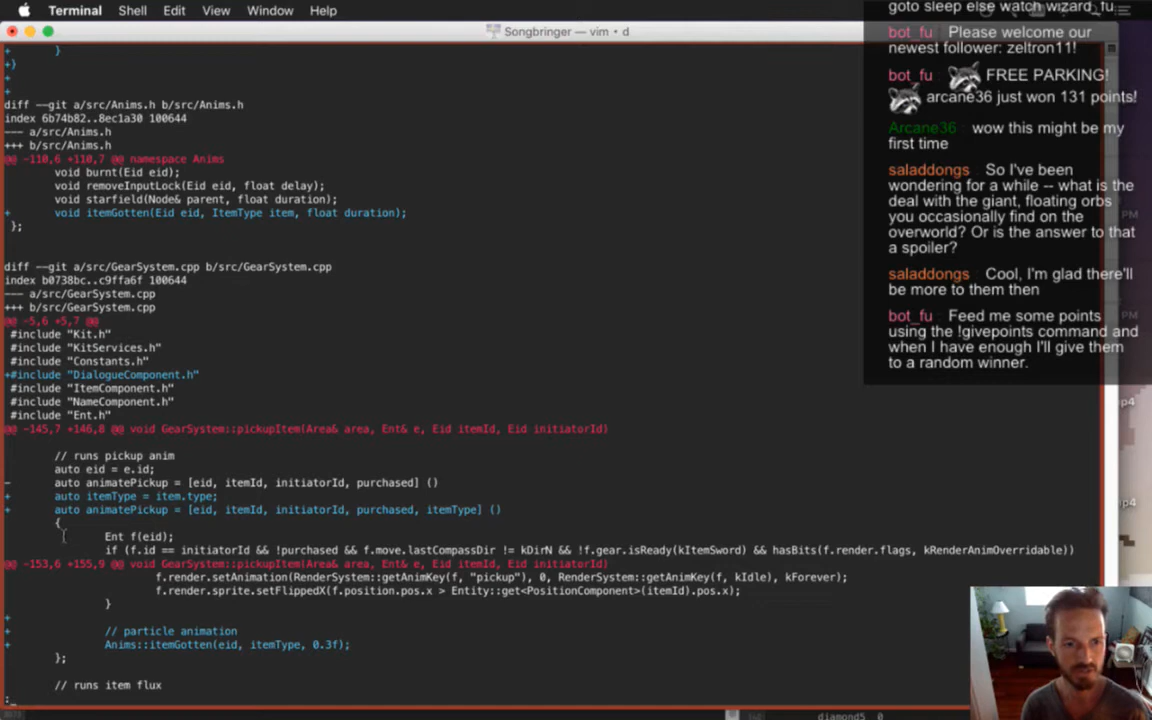 Terminal Shell Edit View Window Help
Songbringer — vim • d
+ }
+}
+
+
diff --git a/src/Anims.h b/src/Anims.h
index 6b74b82..8ec1a30 100644
--- a/src/Anims.h
+++ b/src/Anims.h
@@ -110,6 +110,7 @@ namespace Anims
void burnt(Eid eid);
void removeInputLock(Eid eid, float delay);
void starfield(Node& parent, float duration);
+ void itemGotten(Eid eid, ItemType item, float duration);
};
diff --git a/src/GearSystem.cpp b/src/GearSystem.cpp
index b0738bc..c9ffa6f 100644
--- a/src/GearSystem.cpp
+++ b/src/GearSystem.cpp
@@ -5,6 +5,7 @@
#include "Kit.h"
#include "KitServices.h"
#include "Constants.h"
+#include "DialogueComponent.h"
#include "ItemComponent.h"
#include "NameComponent.h"
#include "Ent.h"
@@ -145,7 +146,8 @@ void GearSystem::pickupItem(Area& area, Ent& e, Eid itemId, Eid initiatorId)
// runs pickup anim
auto eid = e.id;
- auto animatePickup = [eid, itemId, initiatorId, purchased] ()
+ auto itemType = item.type;
+ auto animatePickup = [eid, itemId, initiatorId, purchased, itemType] ()
{
Ent f(eid);
if (f.id == initiatorId && !purchased && f.move.lastCompassDir != kDirN && !f.gear.isReady(kItemSword) && hasBits(f.render.flags, kRenderAnimOverridable))
@@ -153,6 +155,9 @@ void GearSystem::pickupItem(Area& area, Ent& e, Eid itemId, Eid initiatorId)
f.render.setAnimation(RenderSystem::getAnimKey(f, "pickup"), 0, RenderSystem::getAnimKey(f, kIdle), kForever);
f.render.sprite.setFlippedX(f.position.pos.x > Entity::get<PositionComponent>(itemId).pos.x);
}
+
+ // particle animation
+ Anims::itemGotten(eid, itemType, 0.3f);
};
// runs item flux
:
goto sleep else watch wizard_fu
bot_fu Please welcome our
newest follower: zeltron11!
bot_fu FREE PARKING!
arcane36 just won 131 points!
Arcane36 wow this might be my
first time
saladdongs So I've been
wondering for a while -- what is the
deal with the giant, floating orbs
you occasionally find on the
overworld? Or is the answer to that
a spoiler?
saladdongs Cool, I'm glad there'll
be more to them then
bot_fu Feed me some points
using the !givepoints command and
when I have enough I'll give them
to a random winner.
PM
PM
p4
p4
diamond5 0